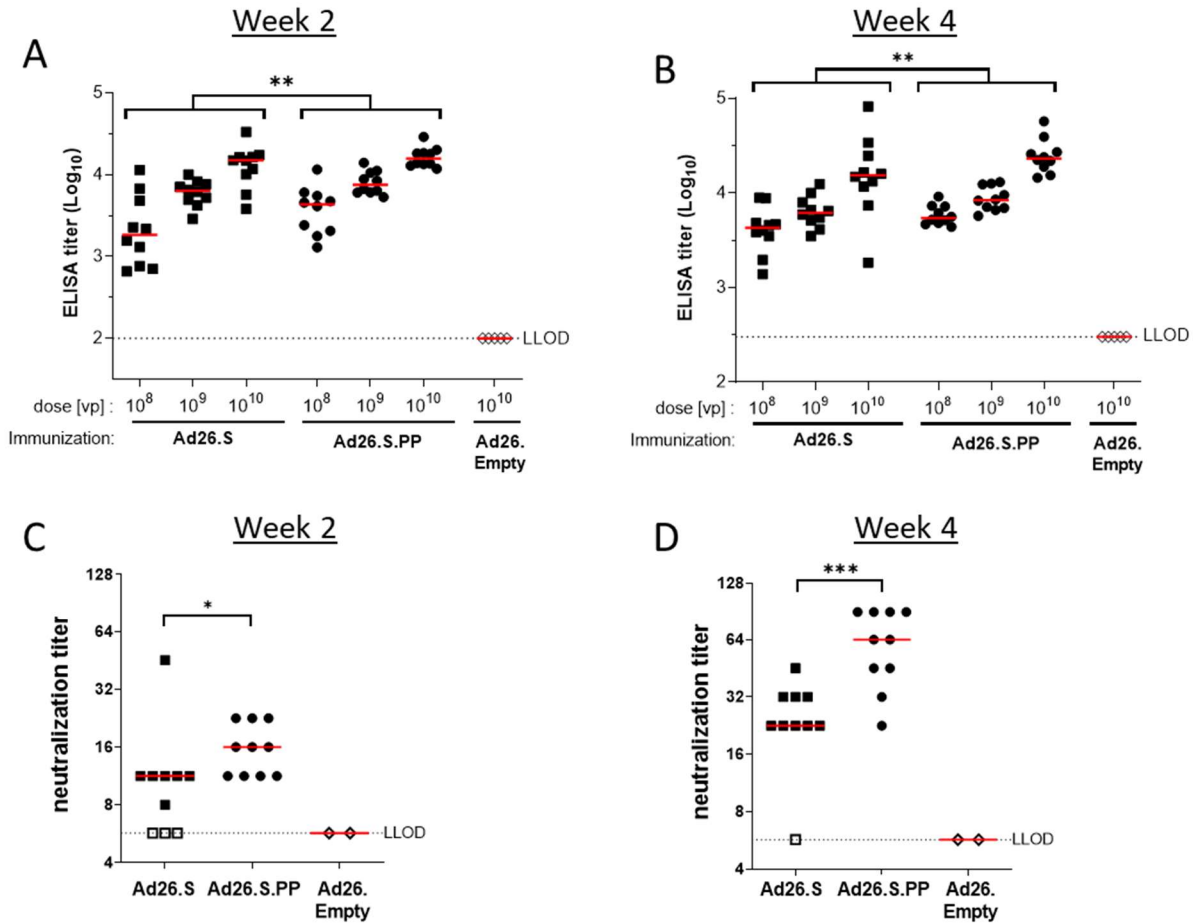 Week 2
A
**
ELISA titer (Log10)
5
4
3
2
LLOD
dose [vp] : 10^8 10^9 10^10 10^8 10^9 10^10 10^10
Immunization: Ad26.S Ad26.S.PP Ad26.
Empty
Week 4
B
**
ELISA titer (Log10)
5
4
3
2
LLOD
dose [vp] : 10^8 10^9 10^10 10^8 10^9 10^10 10^10
Immunization: Ad26.S Ad26.S.PP Ad26.
Empty
Week 2
C
*
neutralization titer
128
64
32
16
8
4
LLOD
Ad26.S Ad26.S.PP Ad26.
Empty
Week 4
D
***
neutralization titer
128
64
32
16
8
4
LLOD
Ad26.S Ad26.S.PP Ad26.
Empty